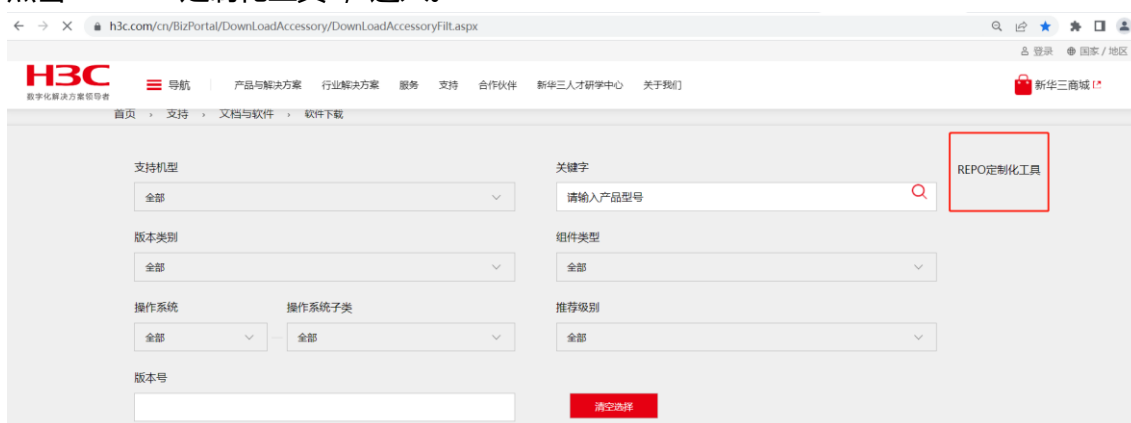 h3c.com/cn/BizPortal/DownLoadAccessory/DownLoadAccessoryFilt.aspx
登录 国家 / 地区
H3C
数字化解决方案领导者
导航 产品与解决方案 行业解决方案 服务 支持 合作伙伴 新华三人才研学中心 关于我们 新华三商城
首页 › 支持 › 文档与软件 › 软件下载
支持机型 关键字 REPO定制化工具
全部 请输入产品型号
版本类别 组件类型
全部 全部
操作系统 操作系统子类 推荐级别
全部 全部 全部
版本号
清空选择